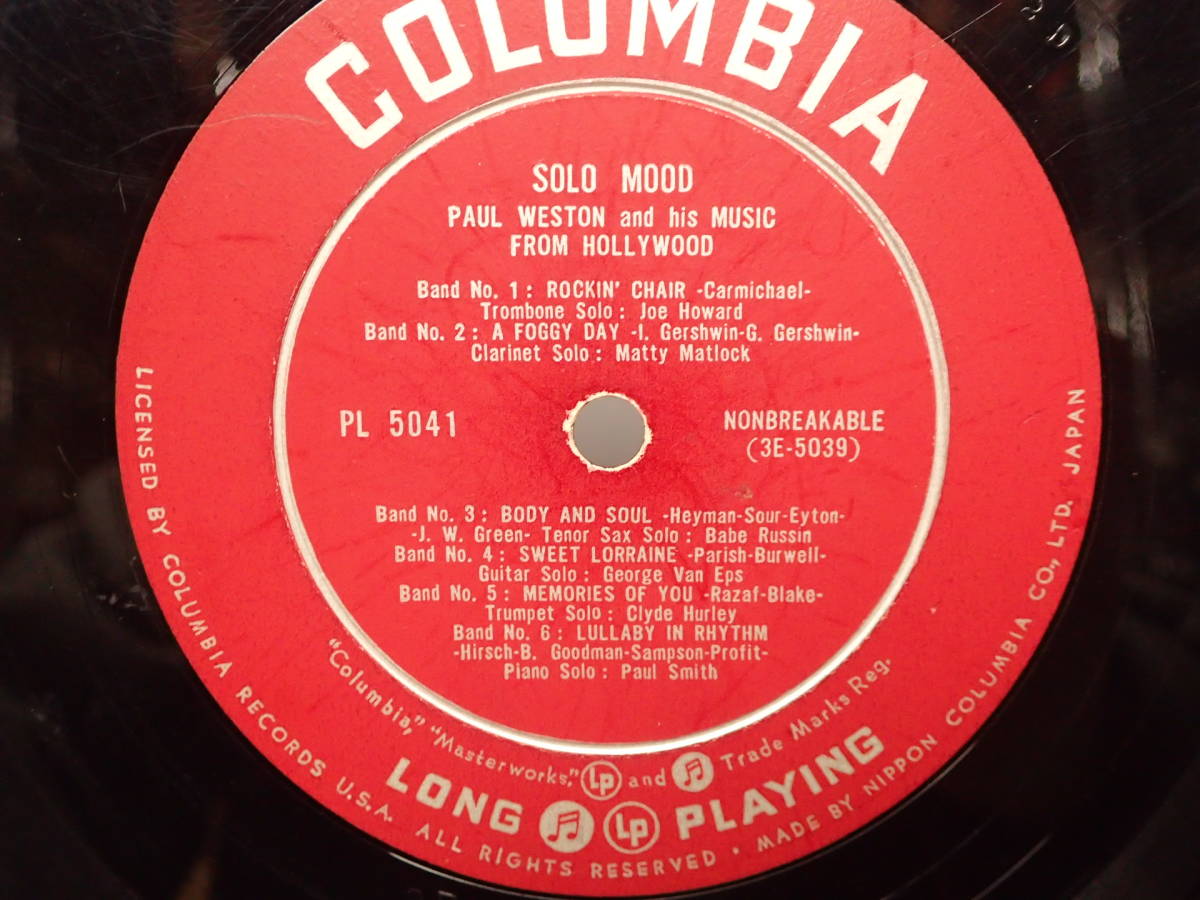 COLUMBIA
SOLO MOOD
PAUL WESTON and his MUSIC
FROM HOLLYWOOD
Band No. 1 : ROCKIN' CHAIR -Carmichael-
Trombone Solo : Joe Howard
Band No. 2 : A FOGGY DAY -I. Gershwin-G. Gershwin-
Clarinet Solo : Matty Matlock
PL 5041
NONBREAKABLE
(3E-5039)
Band No. 3 : BODY AND SOUL -Heyman-Sour-Eyton-
-J. W. Green- Tenor Sax Solo : Babe Russin
Band No. 4 : SWEET LORRAINE -Parish-Burwell-
Guitar Solo : George Van Eps
Band No. 5 : MEMORIES OF YOU -Razaf-Blake-
Trumpet Solo : Clyde Hurley
Band No. 6 : LULLABY IN RHYTHM
-Hirsch-B. Goodman-Sampson-Profit-
Piano Solo : Paul Smith
"Columbia," "Masterworks," Lp and Trade Marks Reg.
LONG Lp PLAYING
LICENSED BY COLUMBIA RECORDS U.S.A. ALL RIGHTS RESERVED • MADE BY NIPPON COLUMBIA CO., LTD. JAPAN